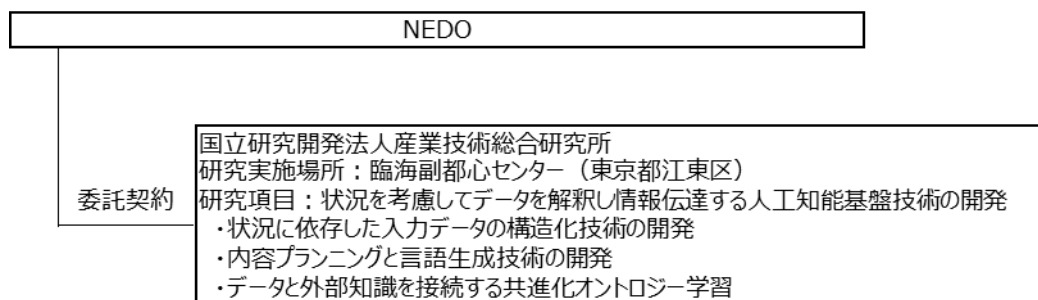 NEDO
国立研究開発法人産業技術総合研究所
研究実施場所：臨海副都心センター（東京都江東区）
委託契約
研究項目：状況を考慮してデータを解釈し情報伝達する人工知能基盤技術の開発
・状況に依存した入力データの構造化技術の開発
・内容プランニングと言語生成技術の開発
・データと外部知識を接続する共進化オントロジー学習